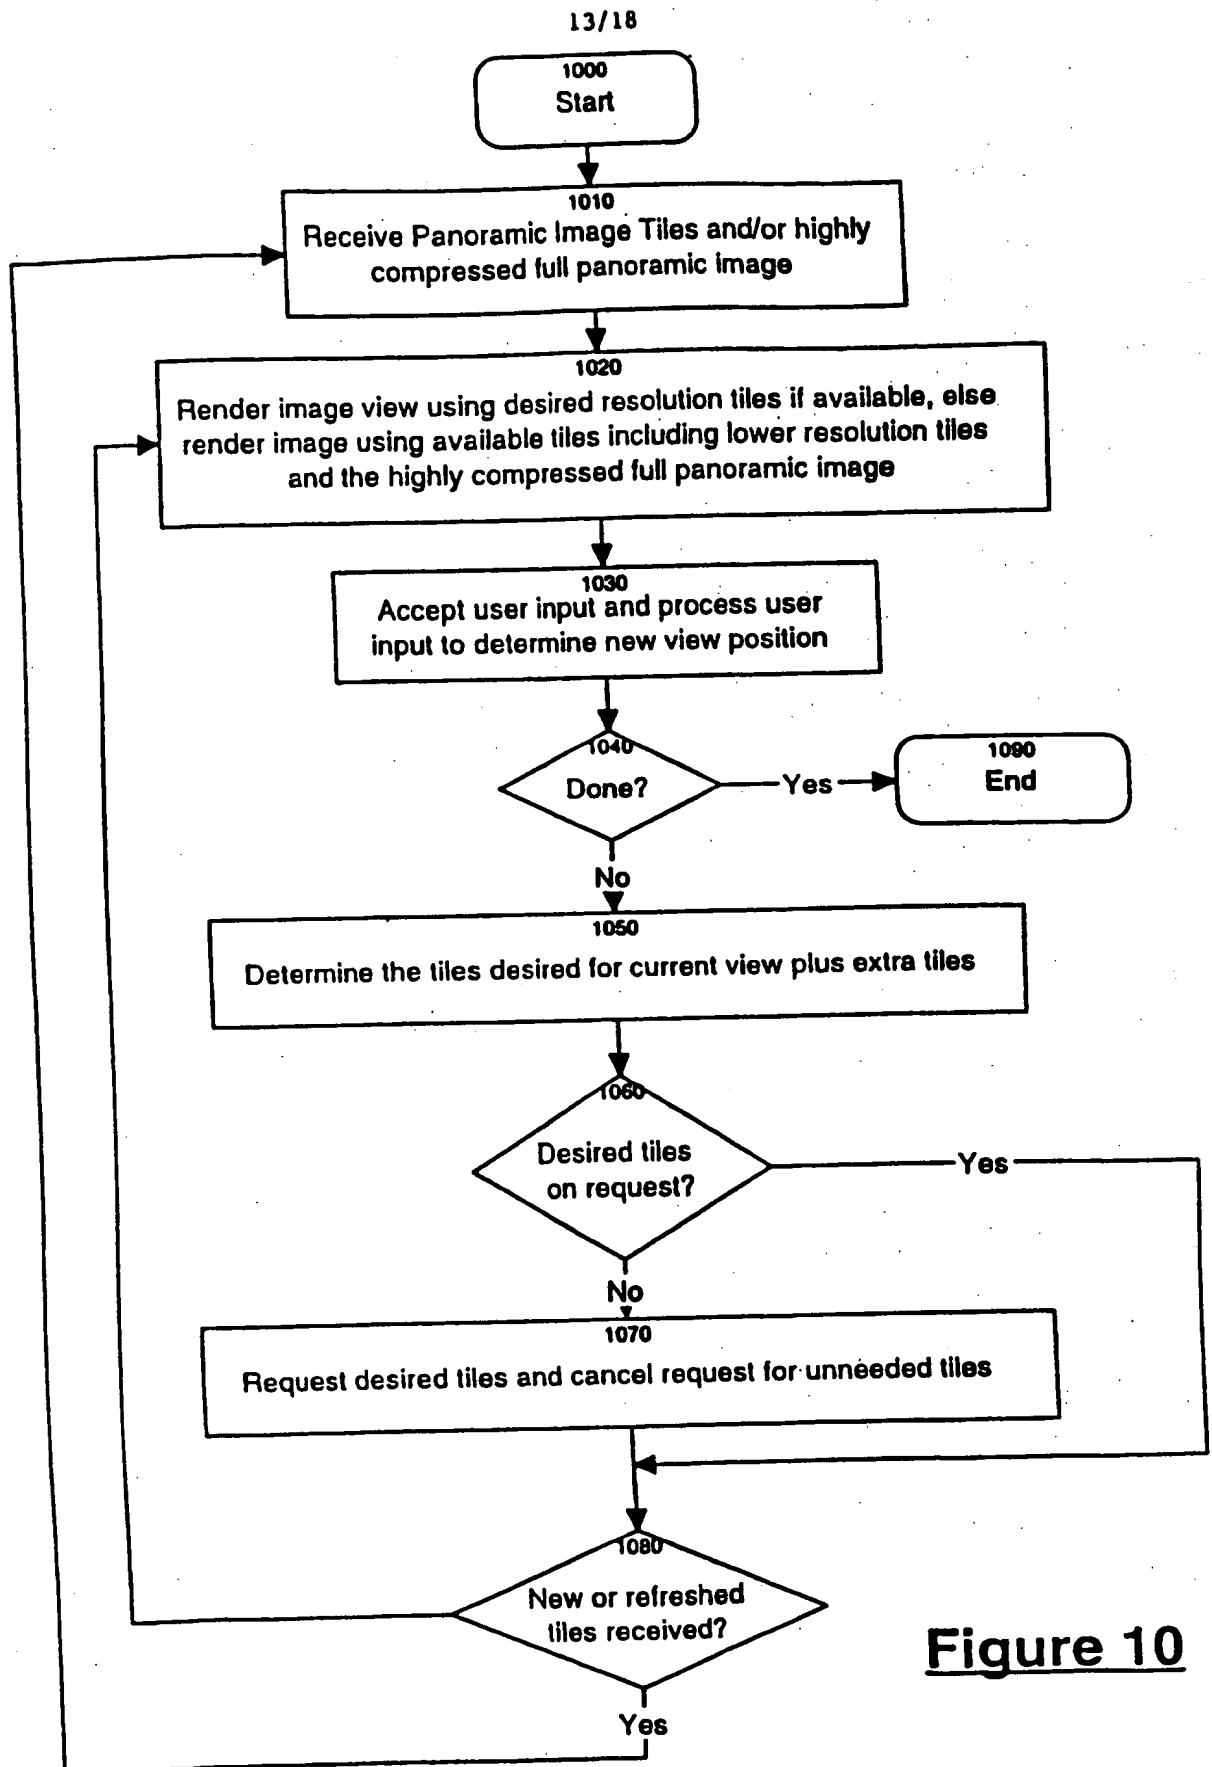 13/18
1000
Start
1010
Receive Panoramic Image Tiles and/or highly
compressed full panoramic image
1020
Render image view using desired resolution tiles if available, else
render image using available tiles including lower resolution tiles
and the highly compressed full panoramic image
1030
Accept user input and process user
input to determine new view position
1040
Done?
Yes
1090
End
No
1050
Determine the tiles desired for current view plus extra tiles
1060
Desired tiles
on request?
Yes
No
1070
Request desired tiles and cancel request for unneeded tiles
1080
New or refreshed
tiles received?
Yes
Figure 10